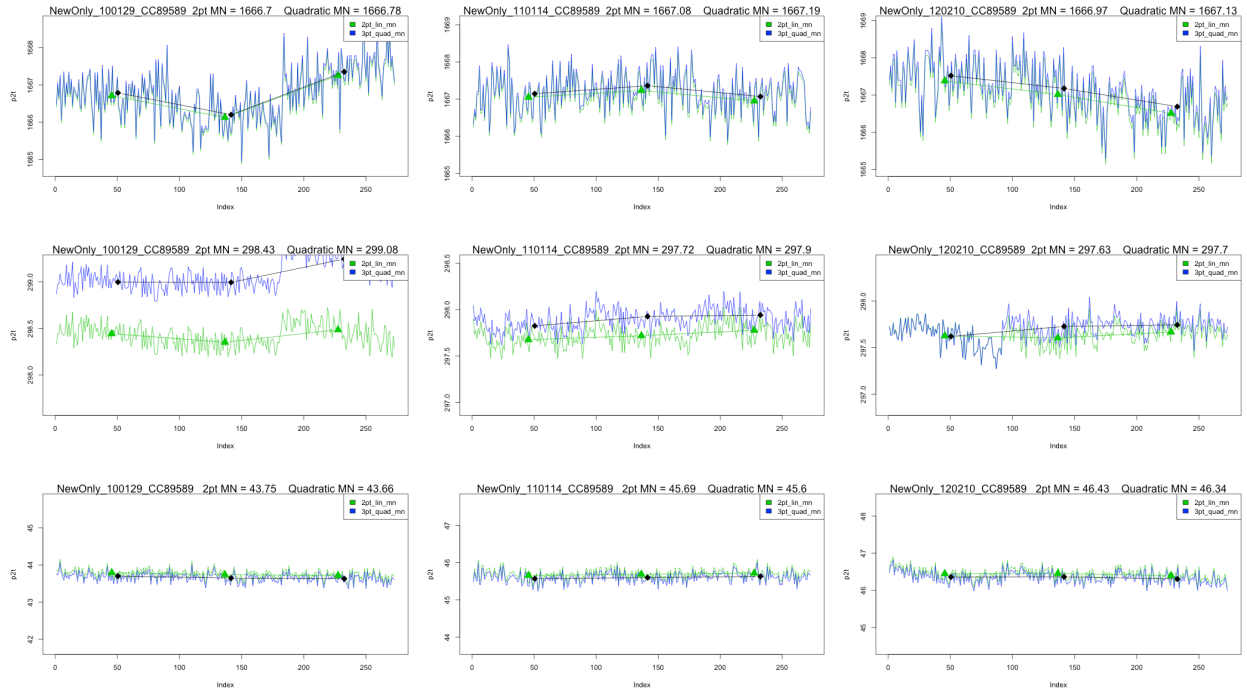 NewOnly_100129_CC89589 2pt MN = 1666.7 Quadratic MN = 1666.78
2pt_lin_mn
3pt_quad_mn
p2t
1668
1667
1666
1665
0 50 100 150 200 250
Index
NewOnly_110114_CC89589 2pt MN = 1667.08 Quadratic MN = 1667.19
2pt_lin_mn
3pt_quad_mn
p2t
1669
1668
1667
1666
1665
0 50 100 150 200 250
Index
NewOnly_120210_CC89589 2pt MN = 1666.97 Quadratic MN = 1667.13
2pt_lin_mn
3pt_quad_mn
p2t
1669
1668
1667
1666
1665
0 50 100 150 200 250
Index
NewOnly_100129_CC89589 2pt MN = 298.43 Quadratic MN = 299.08
2pt_lin_mn
3pt_quad_mn
p2t
299.0
298.5
298.0
0 50 100 150 200 250
Index
NewOnly_110114_CC89589 2pt MN = 297.72 Quadratic MN = 297.9
2pt_lin_mn
3pt_quad_mn
p2t
298.5
298.0
297.5
297.0
0 50 100 150 200 250
Index
NewOnly_120210_CC89589 2pt MN = 297.63 Quadratic MN = 297.7
2pt_lin_mn
3pt_quad_mn
p2t
298.0
297.5
297.0
0 50 100 150 200 250
Index
NewOnly_100129_CC89589 2pt MN = 43.75 Quadratic MN = 43.66
2pt_lin_mn
3pt_quad_mn
p2t
45
44
43
42
0 50 100 150 200 250
Index
NewOnly_110114_CC89589 2pt MN = 45.69 Quadratic MN = 45.6
2pt_lin_mn
3pt_quad_mn
p2t
47
46
45
44
0 50 100 150 200 250
Index
NewOnly_120210_CC89589 2pt MN = 46.43 Quadratic MN = 46.34
2pt_lin_mn
3pt_quad_mn
p2t
48
47
46
45
0 50 100 150 200 250
Index